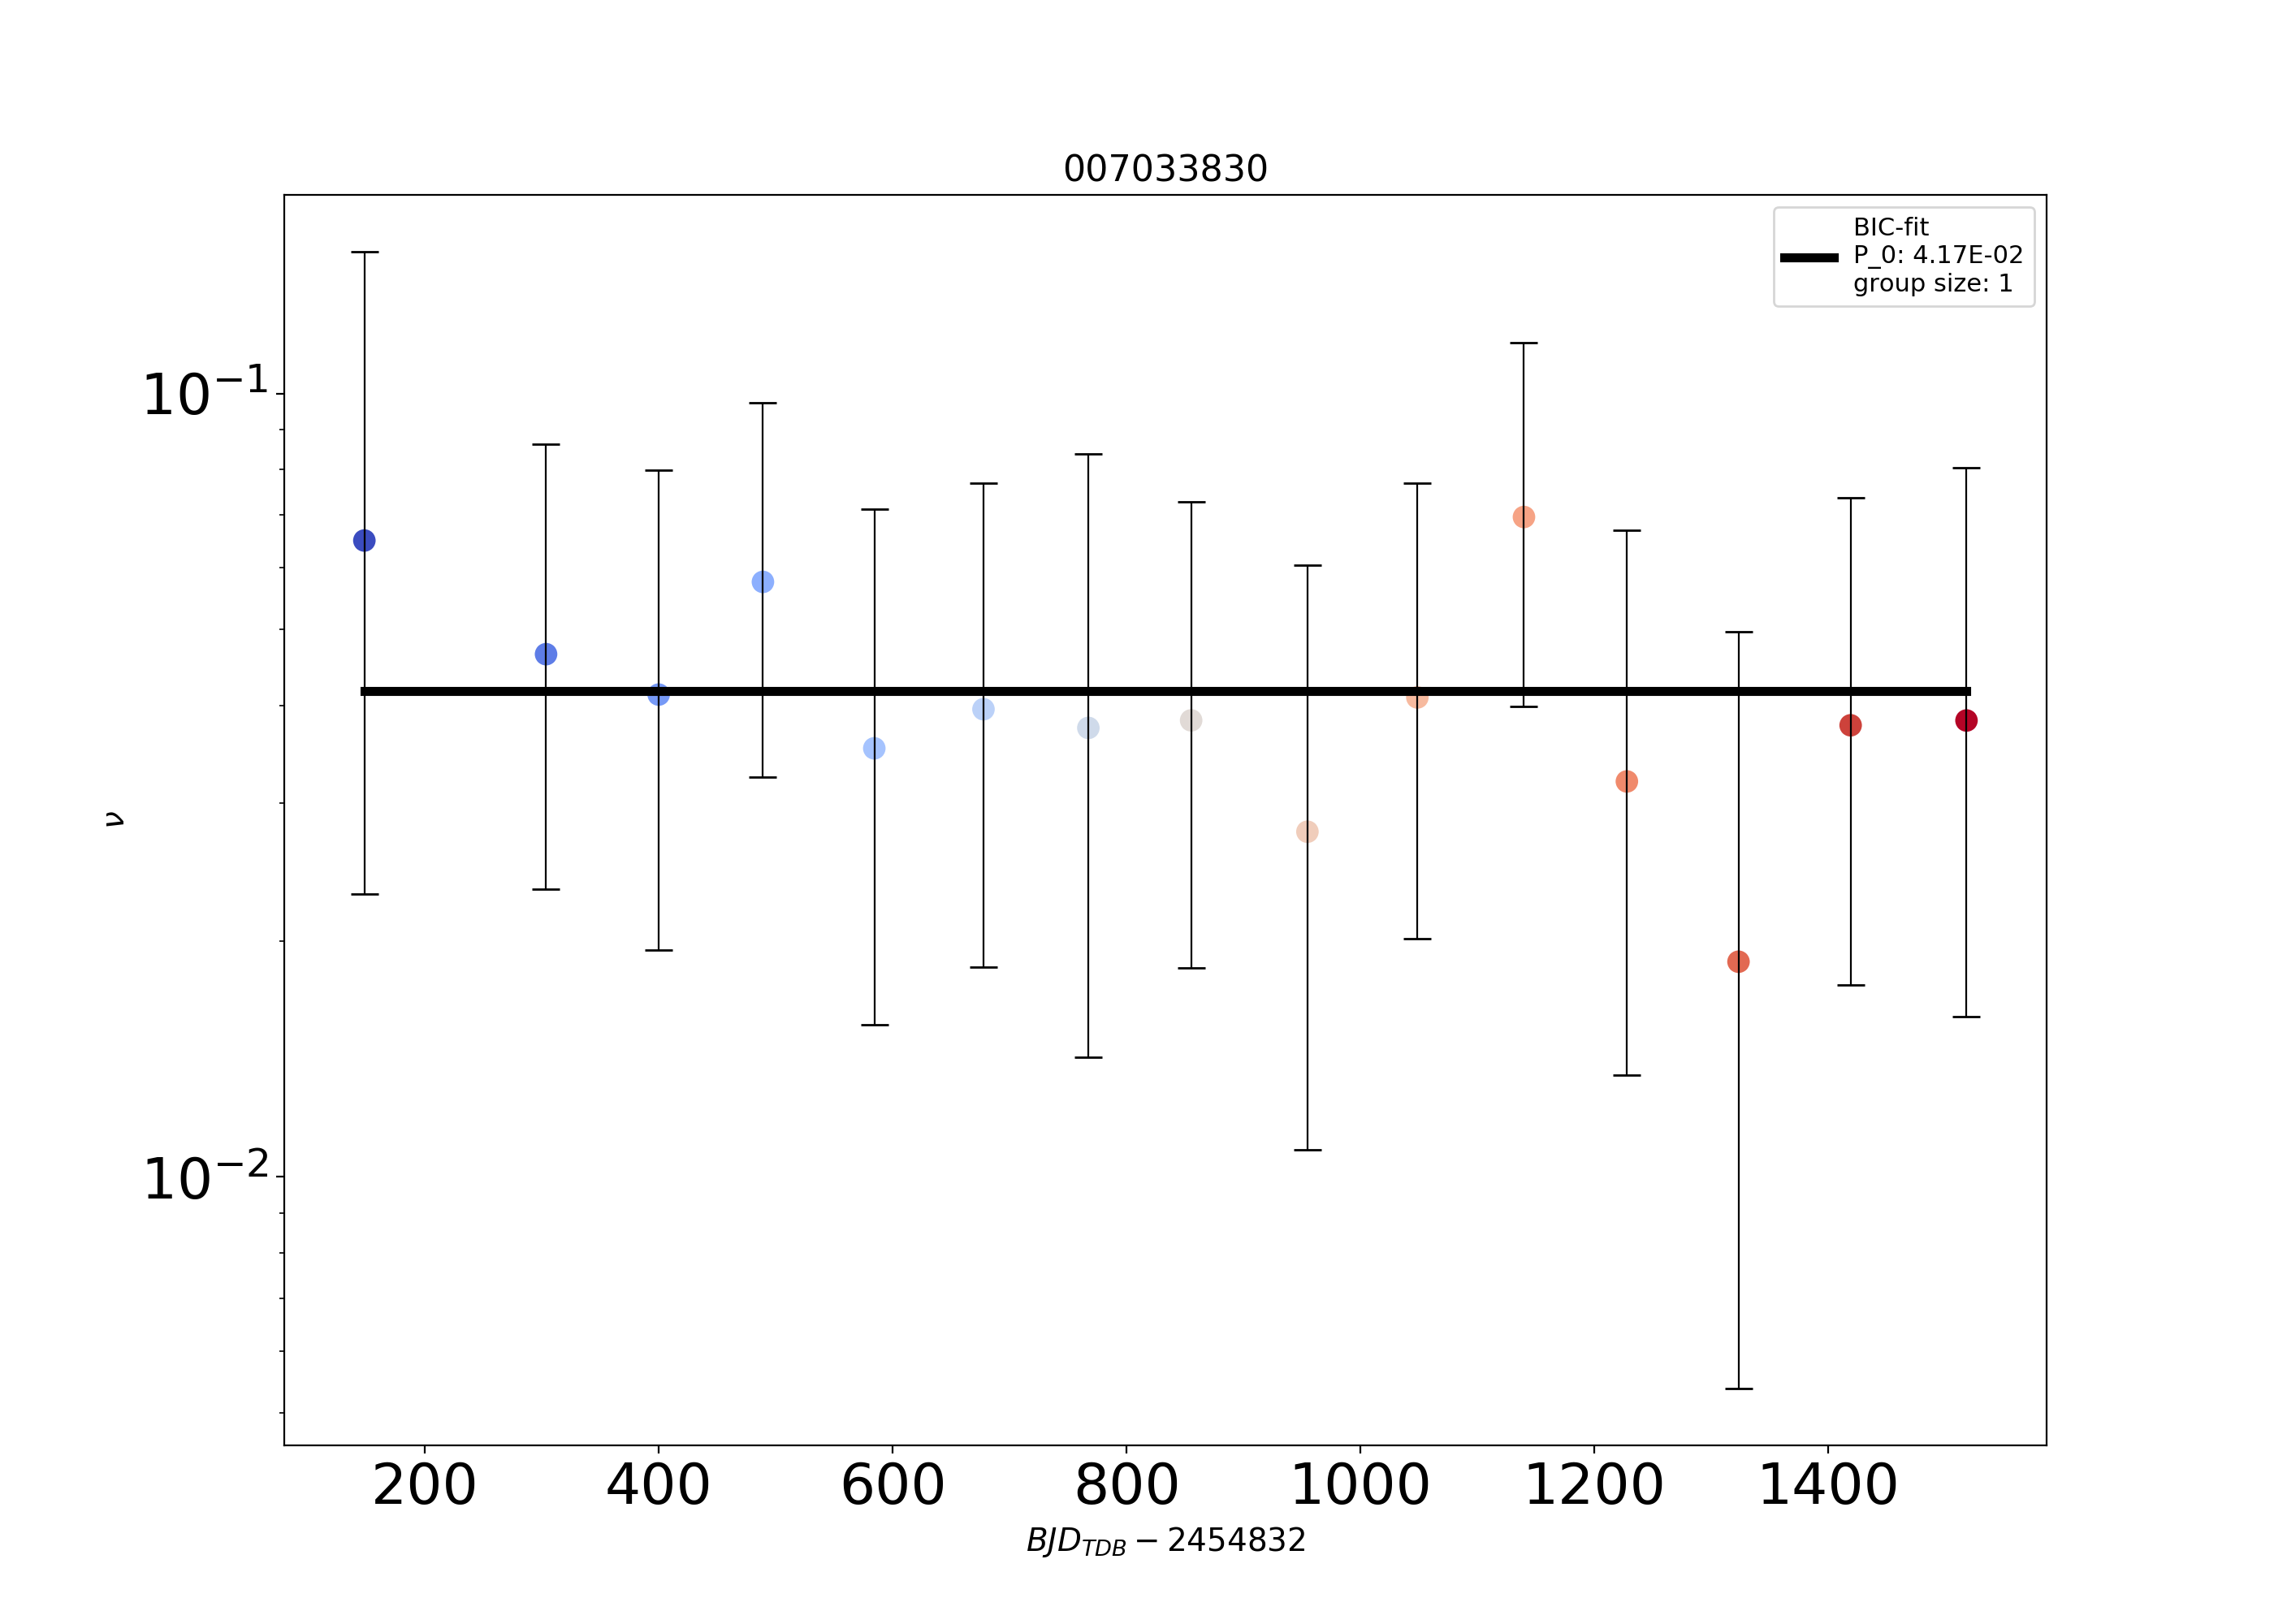 007033830
BIC-fit
P_0: 4.17E-02
group size: 1
10⁻¹
10⁻²
ν
200 400 600 800 1000 1200 1400
BJD_TDB − 2454832